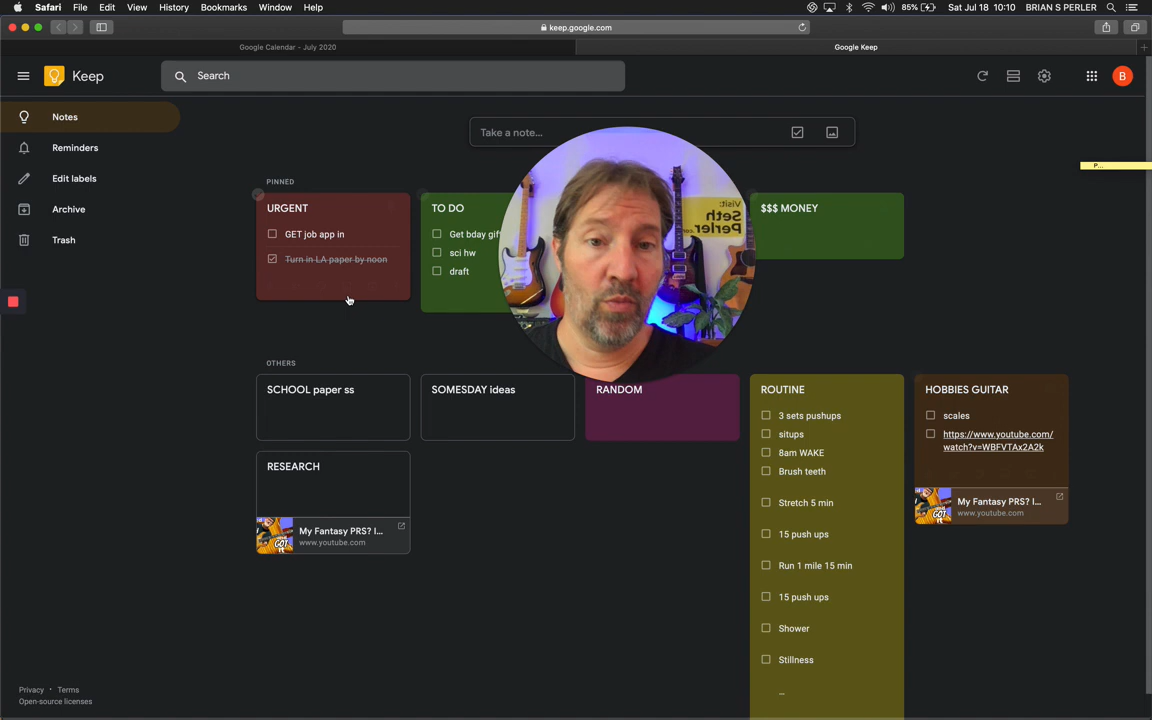 Safari File Edit View History Bookmarks Window Help
85% Sat Jul 18 10:10 BRIAN S PERLER
keep.google.com
Google Calendar - July 2020
Google Keep
Keep
Search
B
Notes
Reminders
Edit labels
Archive
Trash
Take a note...
P...
PINNED
URGENT
GET job app in
Turn in LA paper by noon
TO DO
Get bday gif
sci hw
draft
Visit:
Seth
Perler
$$$ MONEY
OTHERS
SCHOOL paper ss
SOMESDAY ideas
RANDOM
ROUTINE
3 sets pushups
situps
8am WAKE
Brush teeth
Stretch 5 min
15 push ups
Run 1 mile 15 min
15 push ups
Shower
Stillness
...
HOBBIES GUITAR
scales
https://www.youtube.com/
watch?v=WBFVTAx2A2k
My Fantasy PRS? I...
www.youtube.com
RESEARCH
GOT
My Fantasy PRS? I...
www.youtube.com
Privacy · Terms
Open-source licenses